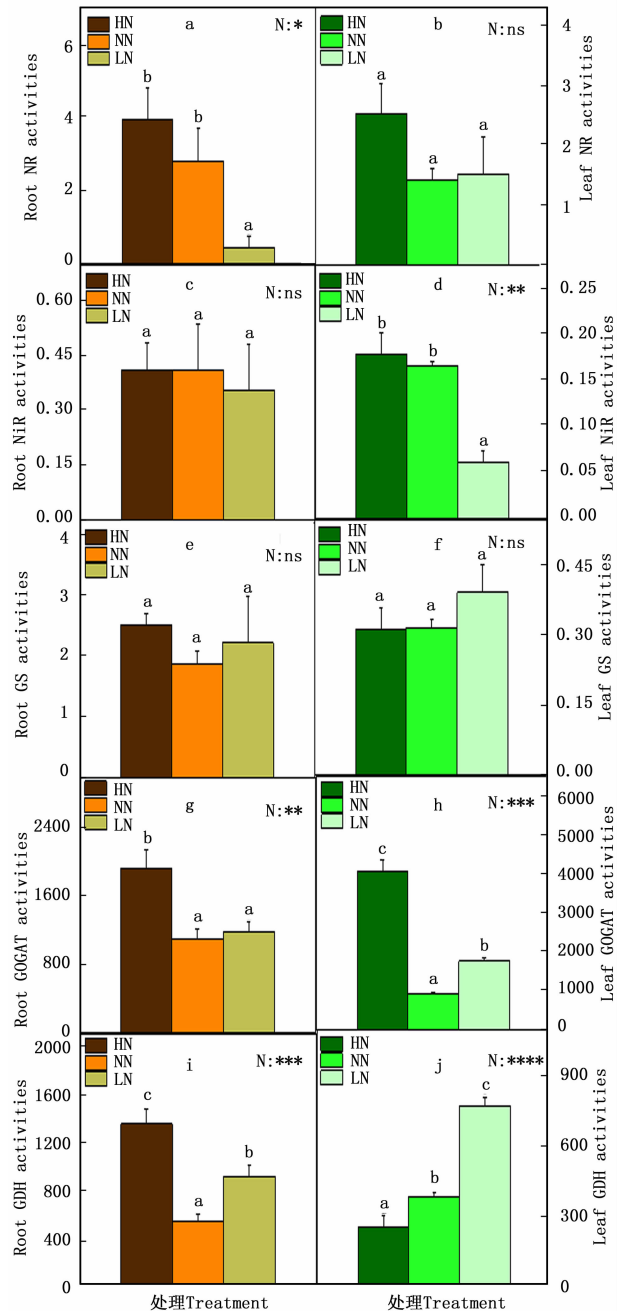 HN
NN
LN
a
N:*
6
4
2
0
b
b
a
Root NR activities
HN
NN
LN
b
N:ns
4
3
2
1
a
a
a
Leaf NR activities
HN
NN
LN
c
N:ns
0.60
0.45
0.30
0.15
0.00
a
a
a
Root NiR activities
HN
NN
LN
d
N:**
0.25
0.20
0.15
0.10
0.05
0.00
b
b
a
Leaf NiR activities
HN
NN
LN
e
N:ns
4
3
2
1
0
a
a
a
Root GS activities
HN
NN
LN
f
N:ns
0.45
0.30
0.15
0.00
a
a
a
Leaf GS activities
HN
NN
LN
g
N:**
2400
1600
800
0
b
a
a
Root GOGAT activities
HN
NN
LN
h
N:***
6000
5000
4000
3000
2000
1000
0
c
a
b
Leaf GOGAT activities
HN
NN
LN
i
N:***
2000
1600
1200
800
400
0
c
a
b
Root GDH activities
HN
NN
LN
j
N:****
900
600
300
0
a
b
c
Leaf GDH activities
处理Treatment
处理Treatment